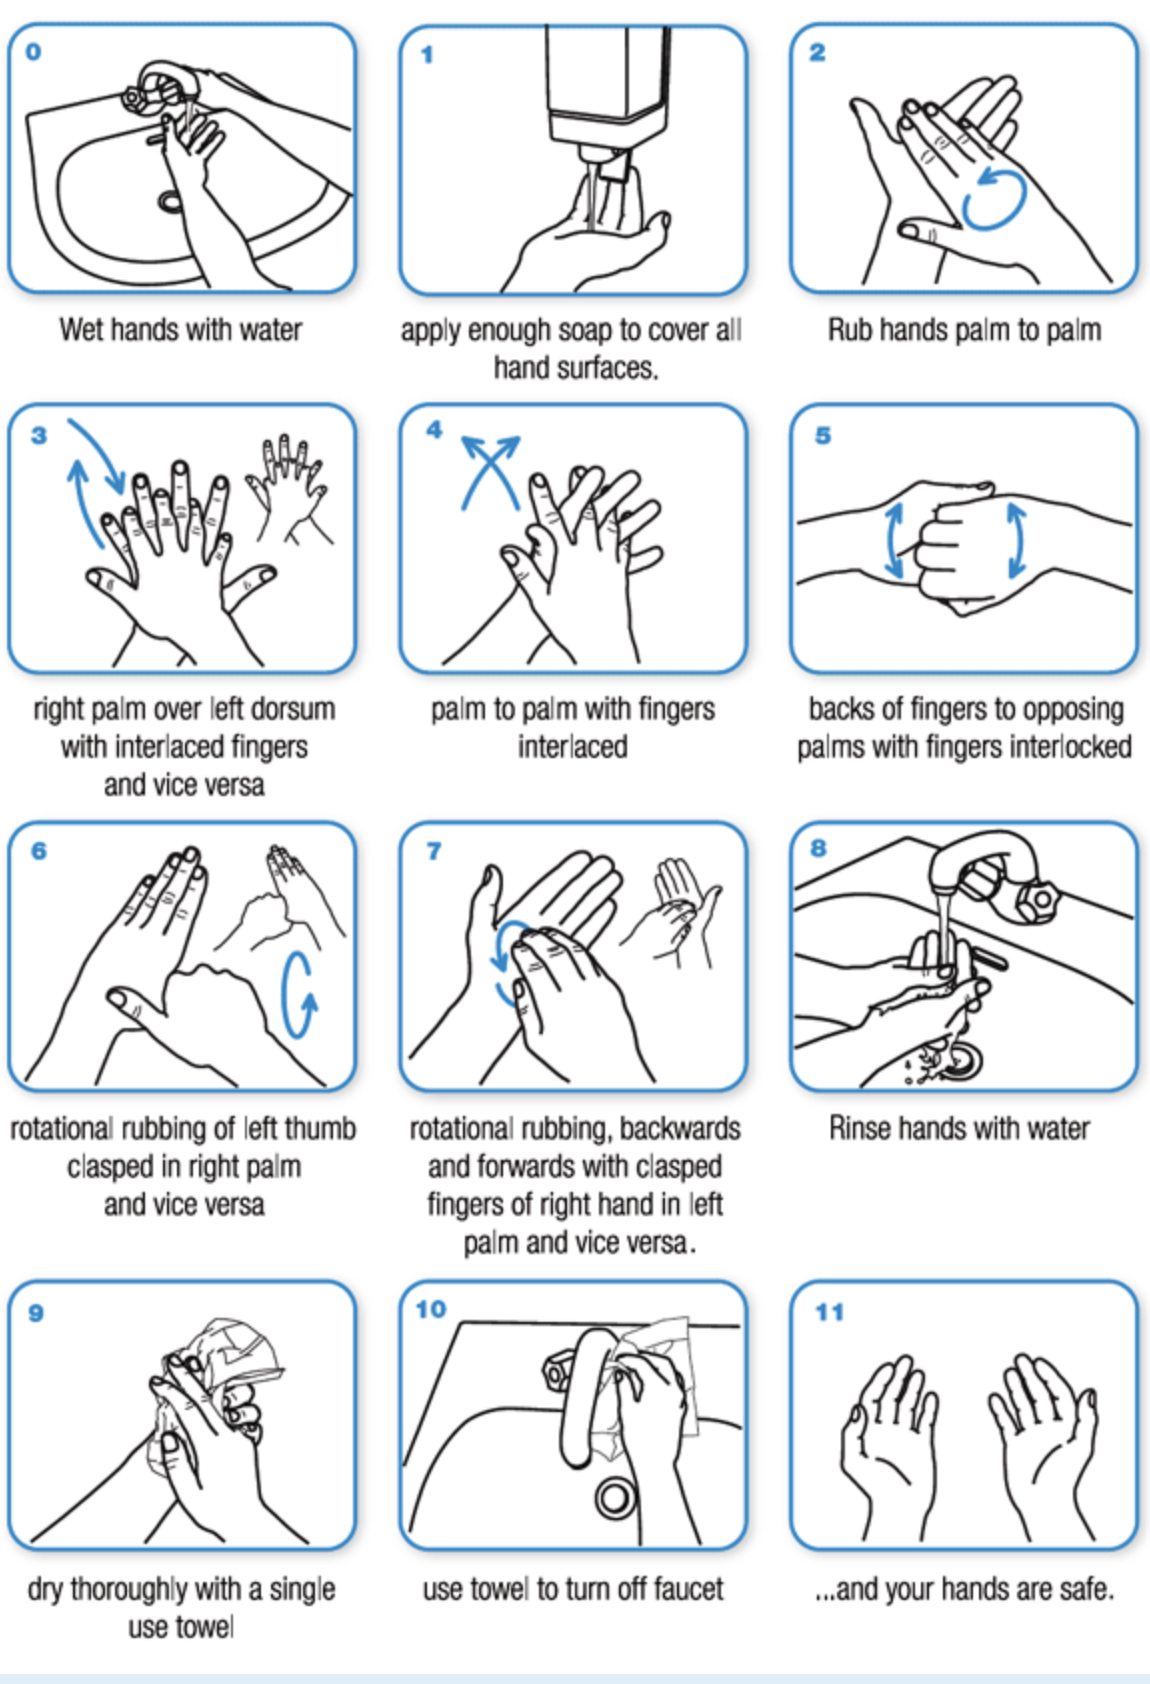 0
Wet hands with water
1
apply enough soap to cover all
hand surfaces.
2
Rub hands palm to palm
3
right palm over left dorsum
with interlaced fingers
and vice versa
4
palm to palm with fingers
interlaced
5
backs of fingers to opposing
palms with fingers interlocked
6
rotational rubbing of left thumb
clasped in right palm
and vice versa
7
rotational rubbing, backwards
and forwards with clasped
fingers of right hand in left
palm and vice versa.
8
Rinse hands with water
9
dry thoroughly with a single
use towel
10
use towel to turn off faucet
11
...and your hands are safe.